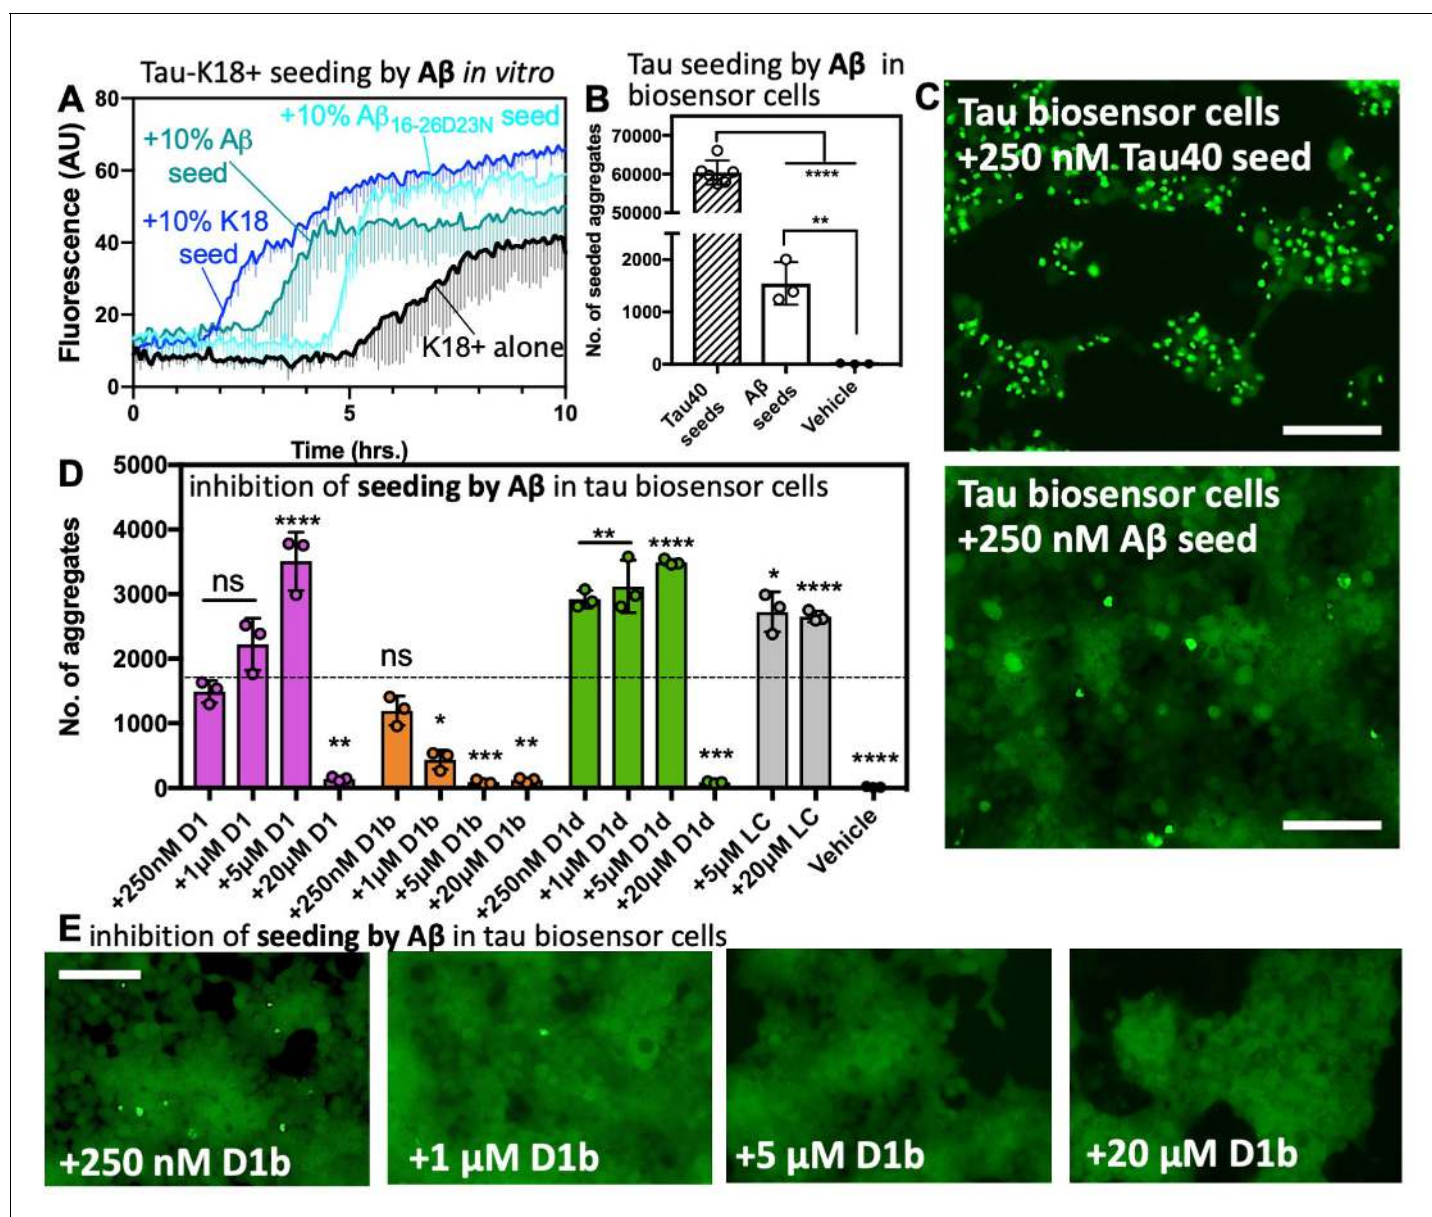 A
Tau-K18+ seeding by Aβ in vitro
80
60
40
20
0
Fluorescence (AU)
+10% Aβ
seed
+10% Aβ16-26D23N seed
+10% K18
seed
K18+ alone
0
5
10
Time (hrs.)
B
Tau seeding by Aβ in
biosensor cells
No. of seeded aggregates
70000
60000
50000
2000
1000
0
****
**
Tau40
seeds
Aβ
seeds
Vehicle
C
Tau biosensor cells
+250 nM Tau40 seed
Tau biosensor cells
+250 nM Aβ seed
D
inhibition of seeding by Aβ in tau biosensor cells
No. of aggregates
5000
4000
3000
2000
1000
0
ns
****
**
ns
*
***
**
**
****
***
*
****
****
+250nM D1
+1μM D1
+5μM D1
+20μM D1
+250nM D1b
+1μM D1b
+5μM D1b
+20μM D1b
+250nM D1d
+1μM D1d
+5μM D1d
+20μM D1d
+5μM LC
+20μM LC
Vehicle
E
inhibition of seeding by Aβ in tau biosensor cells
+250 nM D1b
+1 μM D1b
+5 μM D1b
+20 μM D1b